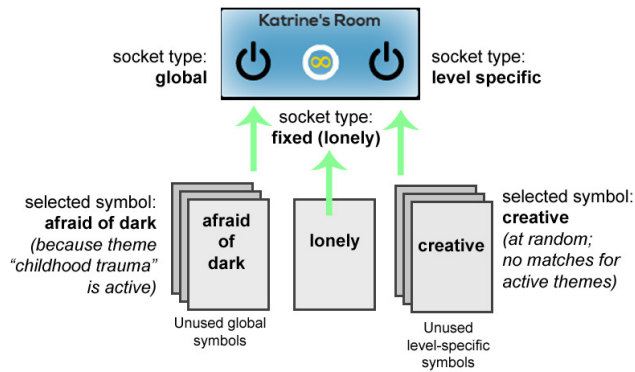 Katrine's Room
socket type:
global
socket type:
level specific
socket type:
fixed (lonely)
selected symbol:
afraid of dark
(because theme
"childhood trauma"
is active)
afraid
of
dark
lonely
creative
selected symbol:
creative
(at random;
no matches for
active themes)
Unused global
symbols
Unused
level-specific
symbols